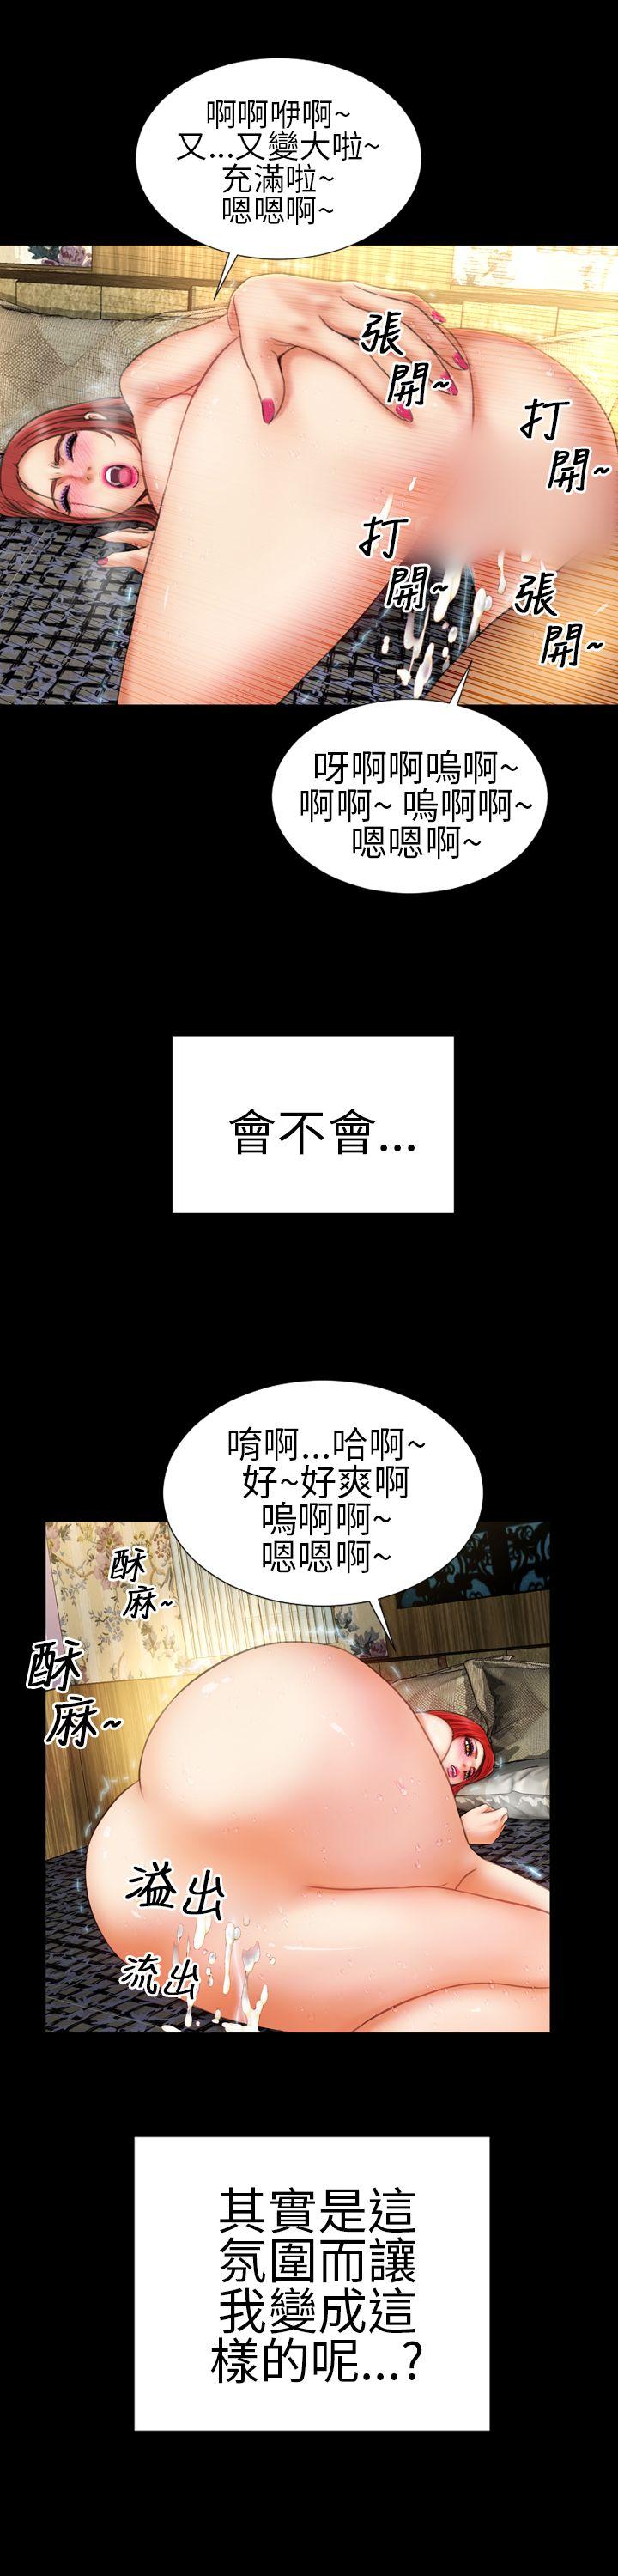 啊啊咿啊~
又...又變大啦~
充滿啦~
嗯嗯啊~
張
開~
打
開~
打
開~
張
開~
呀啊啊嗚啊~
啊啊~ 嗚啊啊~
嗯嗯啊~
會不會...
唷啊...哈啊~
好~好爽啊
嗚啊啊~
嗯嗯啊~
酥
麻~
酥
麻~
溢出
流出
其實是這
氛圍而讓
我變成這
樣的呢...?